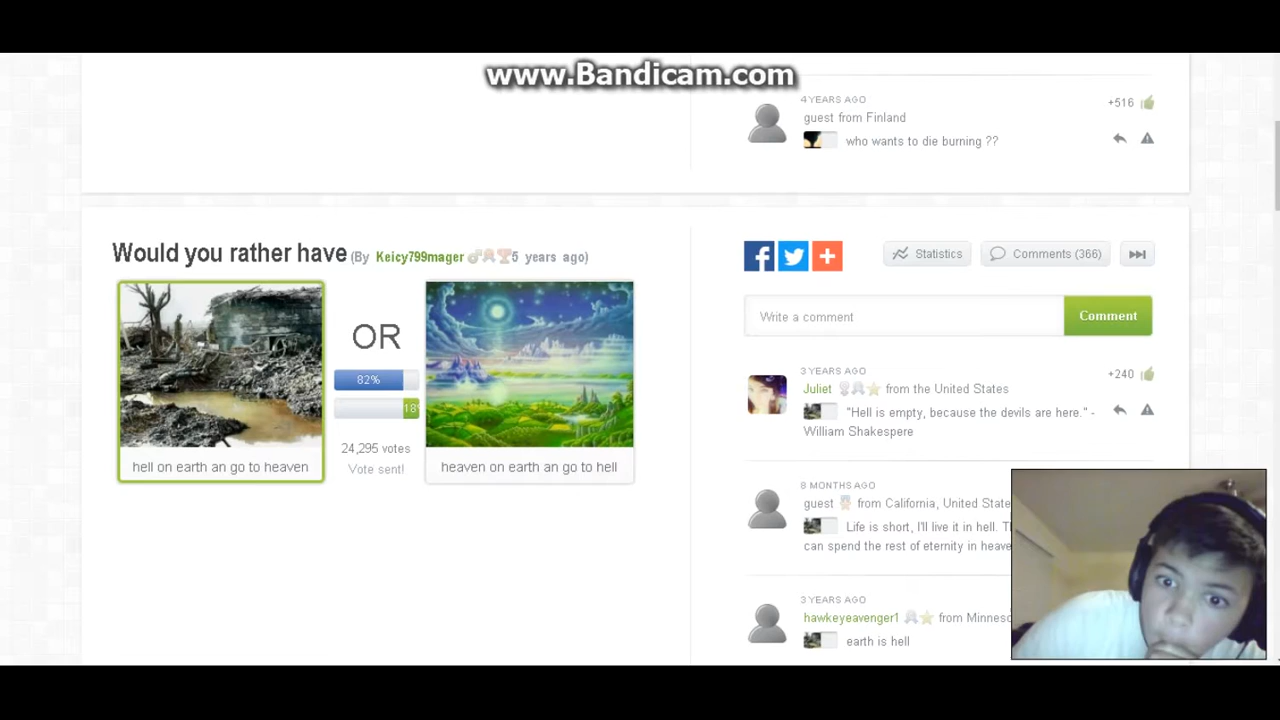 www.Bandicam.com
4 YEARS AGO
+516
guest from Finland
who wants to die burning ??
Would you rather have (By Keicy799mager 5 years ago)
Statistics
Comments (366)
OR
Write a comment
Comment
82%
18
3 YEARS AGO
+240
Juliet from the United States
"Hell is empty, because the devils are here." -
William Shakespere
24,295 votes
Vote sent!
hell on earth an go to heaven
heaven on earth an go to hell
8 MONTHS AGO
guest from California, United State
Life is short, I'll live it in hell. T
can spend the rest of eternity in heave
3 YEARS AGO
hawkeyeavenger1 from Minneso
earth is hell